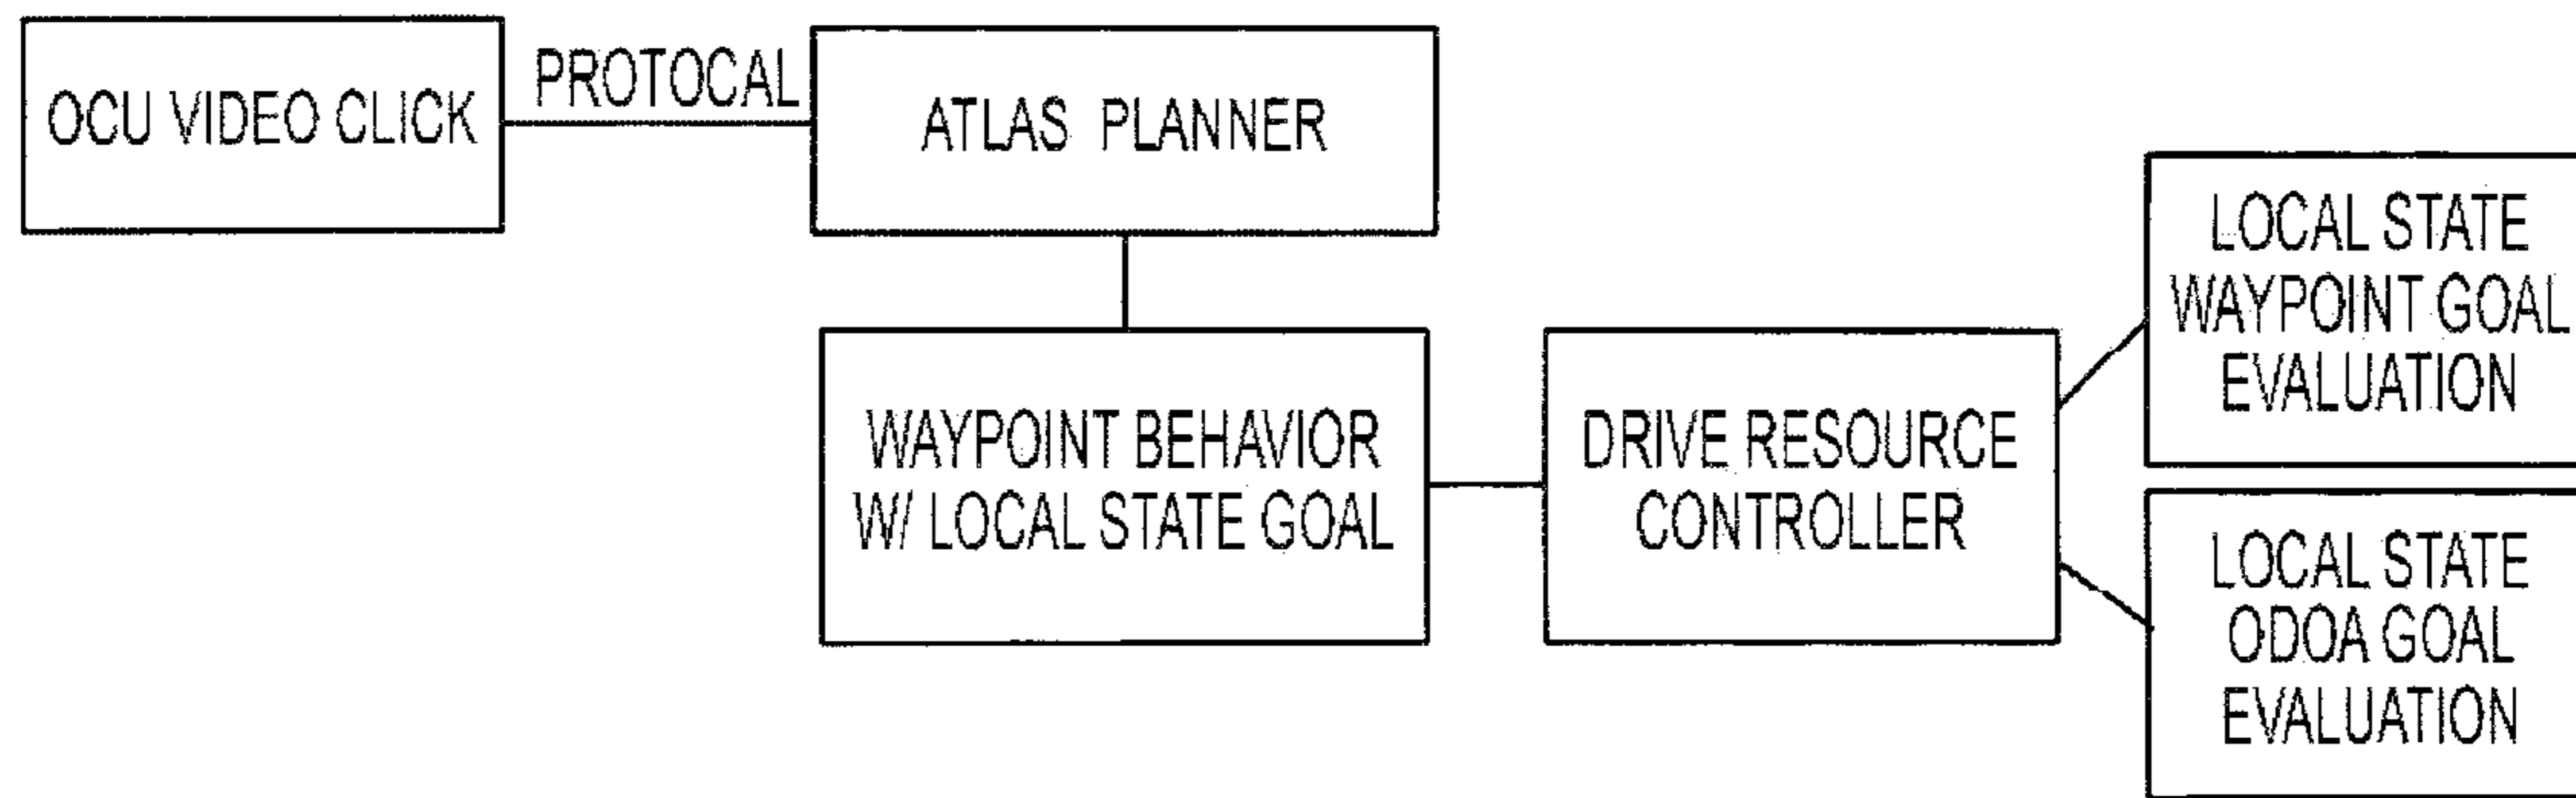 OCU VIDEO CLICK
PROTOCAL
ATLAS PLANNER
WAYPOINT BEHAVIOR
W/ LOCAL STATE GOAL
DRIVE RESOURCE
CONTROLLER
LOCAL STATE
WAYPOINT GOAL
EVALUATION
LOCAL STATE
ODOA GOAL
EVALUATION